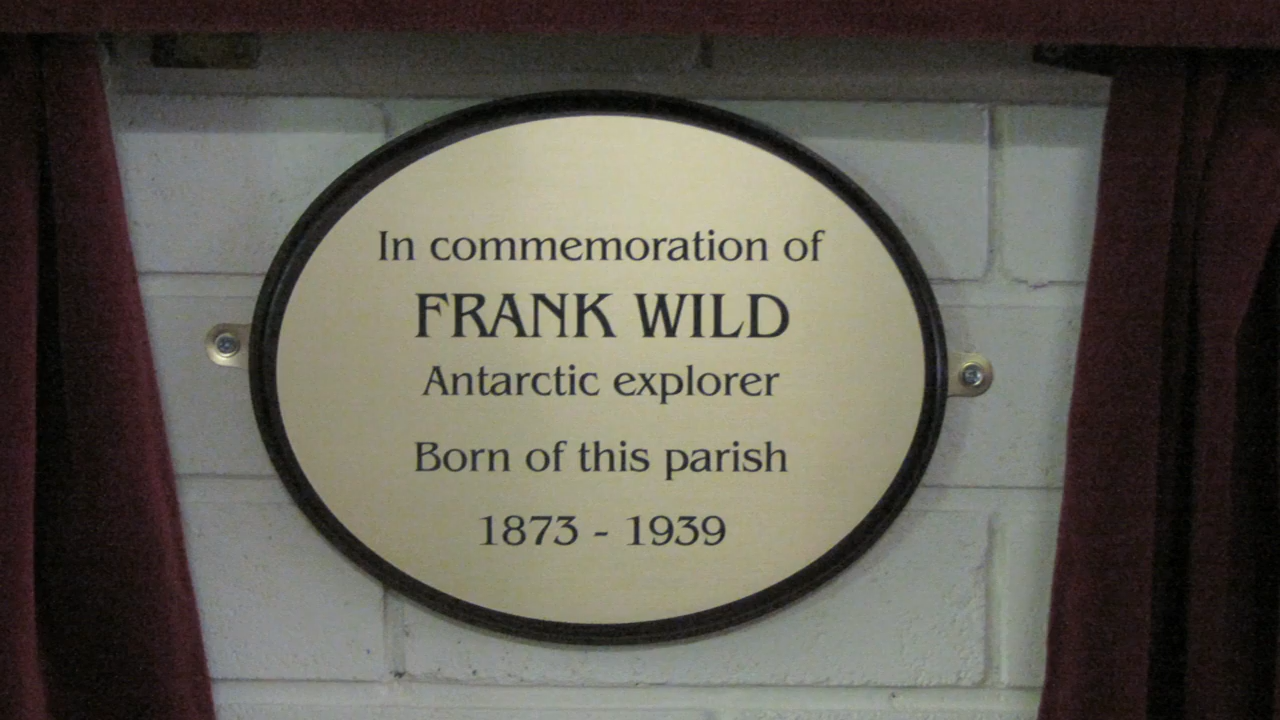 In commemoration of
FRANK WILD
Antarctic explorer
Born of this parish
1873 - 1939